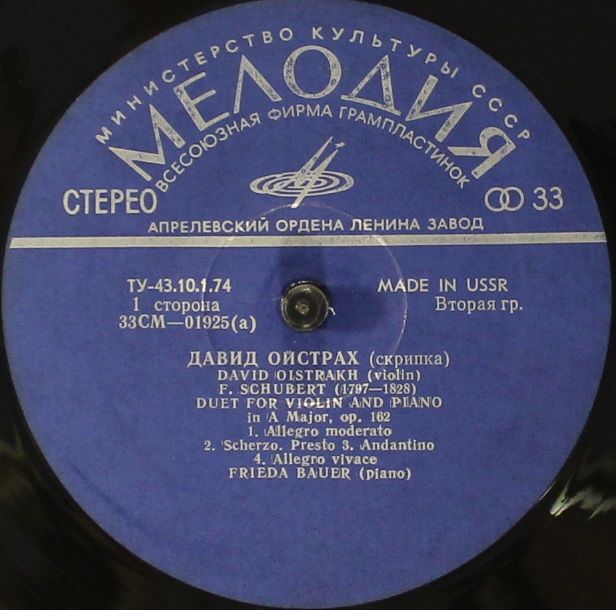 МИНИСТЕРСТВО КУЛЬТУРЫ СССР
МЕЛОДИЯ
ВСЕСОЮЗНАЯ ФИРМА ГРАМПЛАСТИНОК
СТЕРЕО
33
АПРЕЛЕВСКИЙ ОРДЕНА ЛЕНИНА ЗАВОД
ТУ-43.10.1.74
MADE IN USSR
1 сторона
Вторая гр.
33СМ—01925(а)
ДАВИД ОЙСТРАХ (скрипка)
DAVID OISTRAKH (violin)
F. SCHUBERT (1797—1828)
DUET FOR VIOLIN AND PIANO
in A Major, op. 162
1. Allegro moderato
2. Scherzo. Presto 3. Andantino
4. Allegro vivace
FRIEDA BAUER (piano)